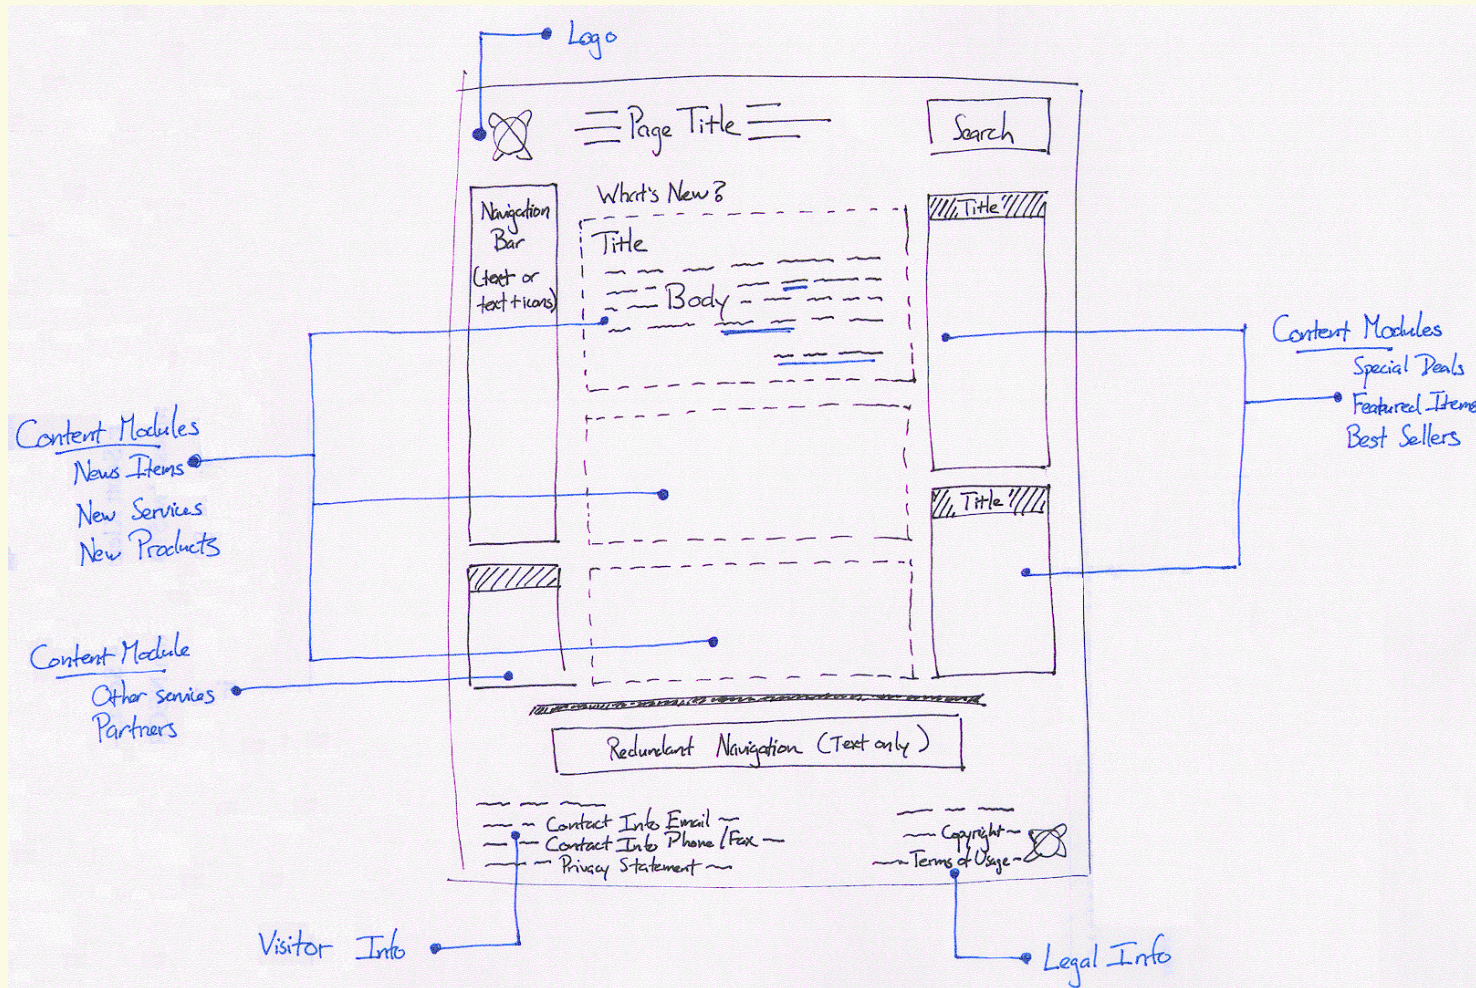 Logo
Page Title
Search
Navigation
Bar
(text or
text + icons)
What's New?
Title
Body
Title
Title
Content Modules
News Items
New Services
New Products
Content Module
Other services
Partners
Content Modules
Special Deals
Featured Items
Best Sellers
Redundant Navigation (Text only)
Contact Info Email
Contact Info Phone/Fax
Privacy Statement
Copyright
Terms of Usage
Visitor Info
Legal Info